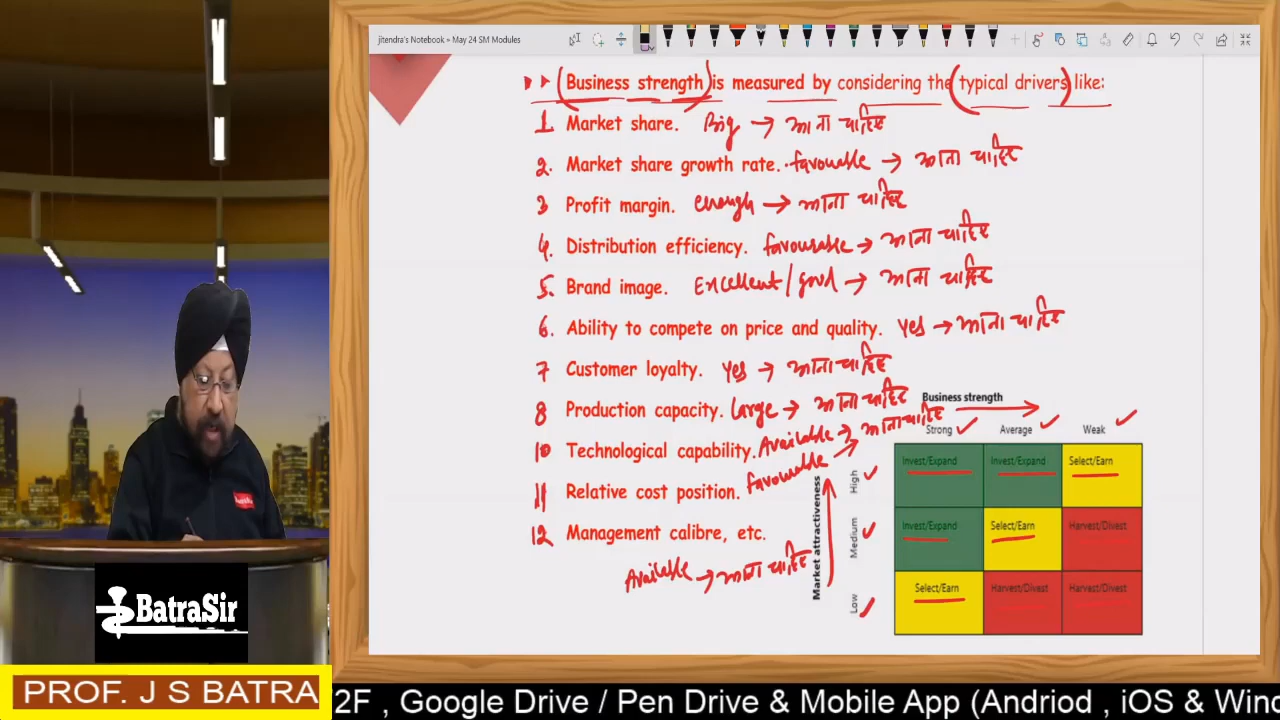 jitendra's Notebook » May 24 SM Modules
(Business strength) is measured by considering the (typical drivers) like:
1 Market share. Big → आना चाहिए
2. Market share growth rate. favourable → आना चाहिए
3 Profit margin. enough → आना चाहिए
4. Distribution efficiency. favourable → आना चाहिए
5. Brand image. Excellent/good → आना चाहिए
6. Ability to compete on price and quality. Yes → आना चाहिए
7 Customer loyalty. Yes → आना चाहिए
8 Production capacity. Large → आना चाहिए
10 Technological capability. Available → आना चाहिए
11 Relative cost position. favourable →
12 Management calibre, etc.
Available → आना चाहिए
Business strength
Strong Average Weak
Market attractiveness
High Invest/Expand Invest/Expand Select/Earn
Medium Invest/Expand Select/Earn Harvest/Divest
Low Select/Earn Harvest/Divest Harvest/Divest
BatraSir
PROF. J S BATRA
/2F , Google Drive / Pen Drive & Mobile App (Andriod , iOS & Winc